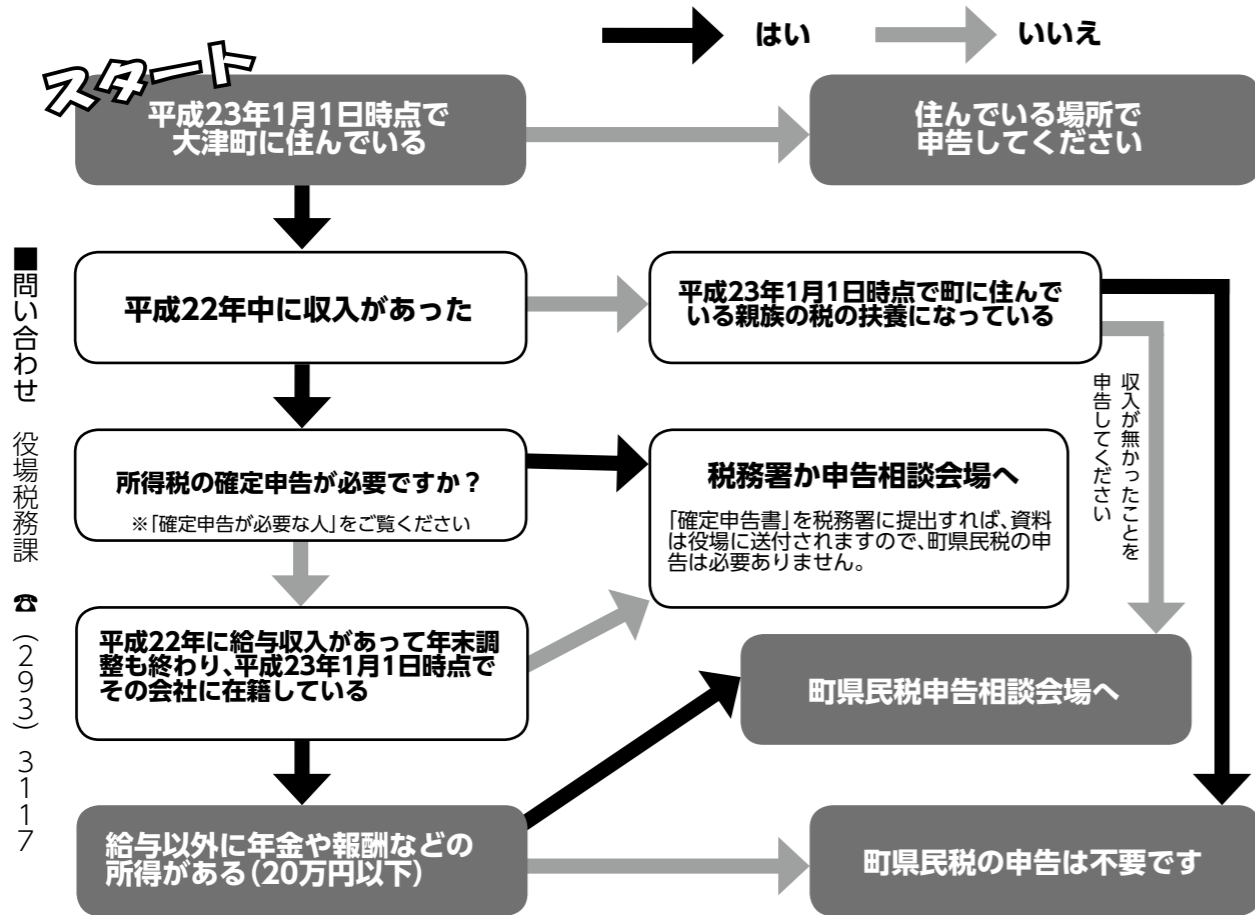 はい
いいえ
スタート
平成23年1月1日時点で
大津町に住んでいる
住んでいる場所で
申告してください
平成22年中に収入があった
平成23年1月1日時点で町に住んで
いる親族の税の扶養になっている
収入が無かったことを
申告してください
所得税の確定申告が必要ですか？
※「確定申告が必要な人」をご覧ください
税務署か申告相談会場へ
「確定申告書」を税務署に提出すれば、資料
は役場に送付されますので、町県民税の申
告は必要ありません。
平成22年に給与収入があって年末調
整も終わり、平成23年1月1日時点で
その会社に在籍している
町県民税申告相談会場へ
給与以外に年金や報酬などの
所得がある（20万円以下）
町県民税の申告は不要です
■問い合わせ　役場税務課　☎（293）3117